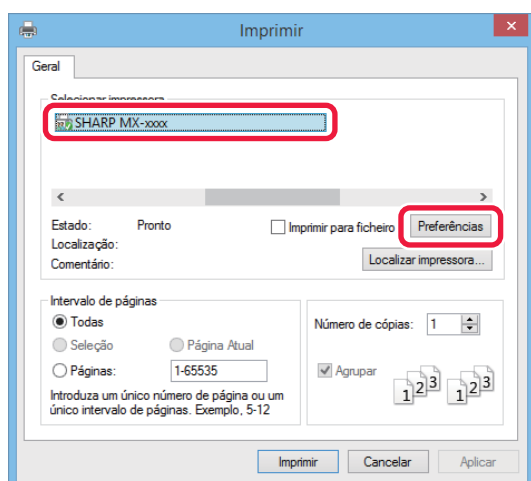 Imprimir
Geral
Selecionar impressora
SHARP MX-xxxx
Estado: Pronto
Imprimir para ficheiro
Preferências
Localização:
Comentário:
Localizar impressora...
Intervalo de páginas
Todas
Seleção
Página Atual
Páginas:
1-65535
Introduza um único número de página ou um
único intervalo de páginas. Exemplo, 5-12
Número de cópias: 1
Agrupar
1 2 3 1 2 3
Imprimir
Cancelar
Aplicar